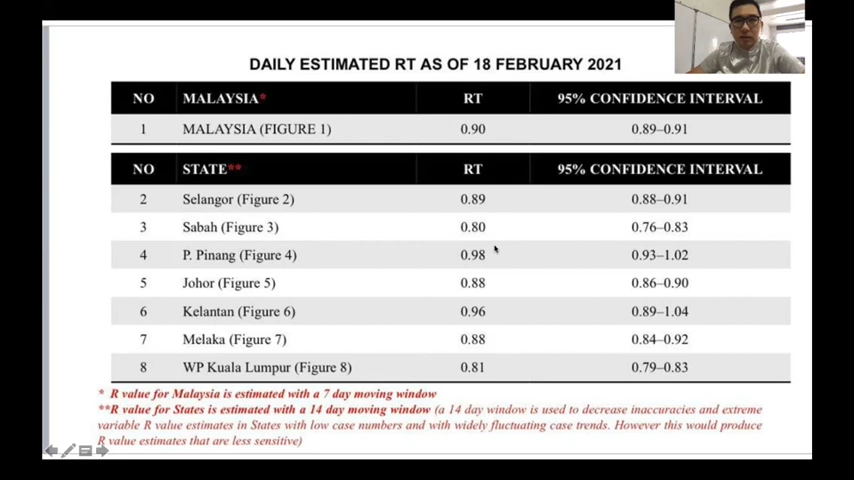 DAILY ESTIMATED RT AS OF 18 FEBRUARY 2021
NO MALAYSIA* RT 95% CONFIDENCE INTERVAL
1 MALAYSIA (FIGURE 1) 0.90 0.89–0.91
NO STATE** RT 95% CONFIDENCE INTERVAL
2 Selangor (Figure 2) 0.89 0.88–0.91
3 Sabah (Figure 3) 0.80 0.76–0.83
4 P. Pinang (Figure 4) 0.98 0.93–1.02
5 Johor (Figure 5) 0.88 0.86–0.90
6 Kelantan (Figure 6) 0.96 0.89–1.04
7 Melaka (Figure 7) 0.88 0.84–0.92
8 WP Kuala Lumpur (Figure 8) 0.81 0.79–0.83
* R value for Malaysia is estimated with a 7 day moving window
**R value for States is estimated with a 14 day moving window (a 14 day window is used to decrease inaccuracies and extreme
variable R value estimates in States with low case numbers and with widely fluctuating case trends. However this would produce
R value estimates that are less sensitive)